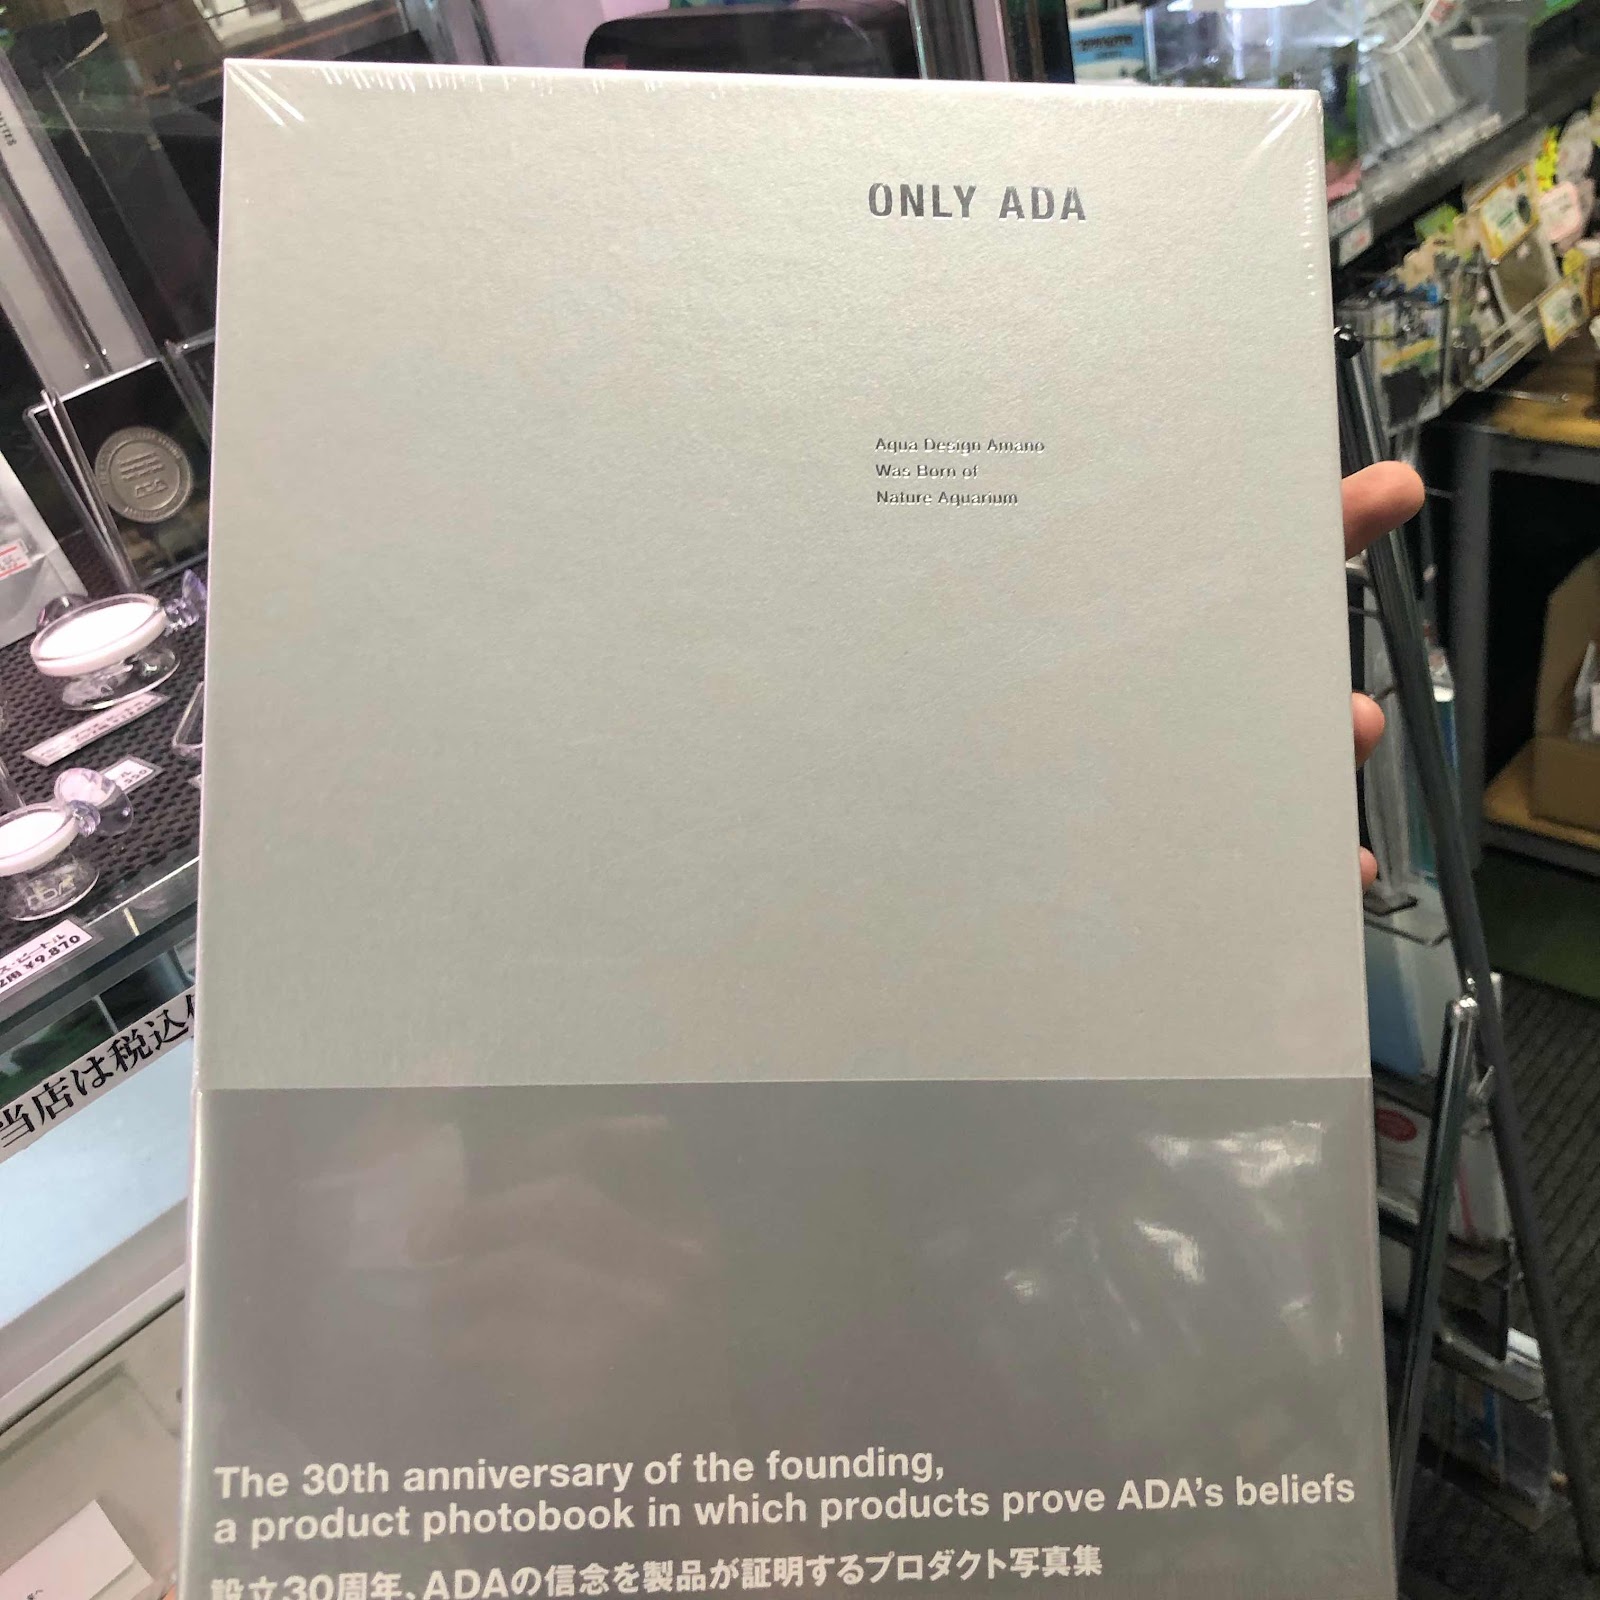 ONLY ADA
Aqua Design Amano
Was Born of
Nature Aquarium
The 30th anniversary of the founding,
a product photobook in which products prove ADA's beliefs
設立30周年、ADAの信念を製品が証明するプロダクト写真集
¥9,870
当店は税込